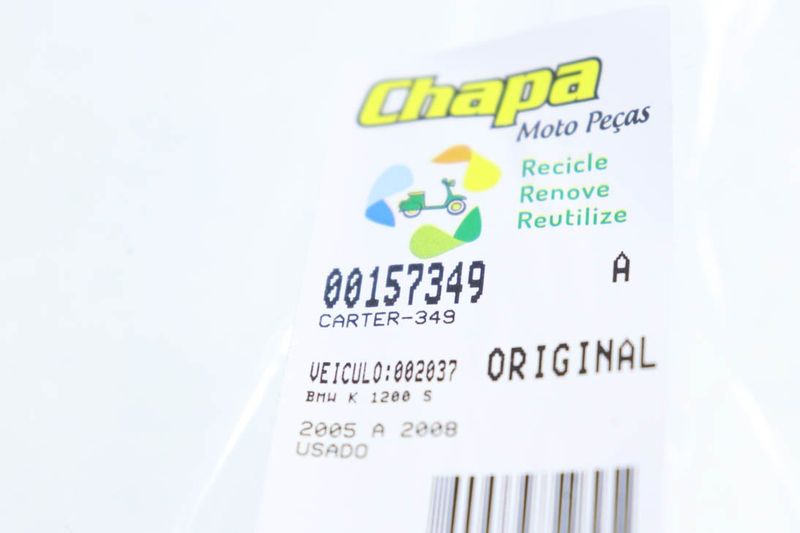 Chapa
Moto Peças
Recicle
Renove
Reutilize
00157349 A
CARTER-349
VEICULO:002037 ORIGINAL
BMW K 1200 S
2005 A 2008
USADO